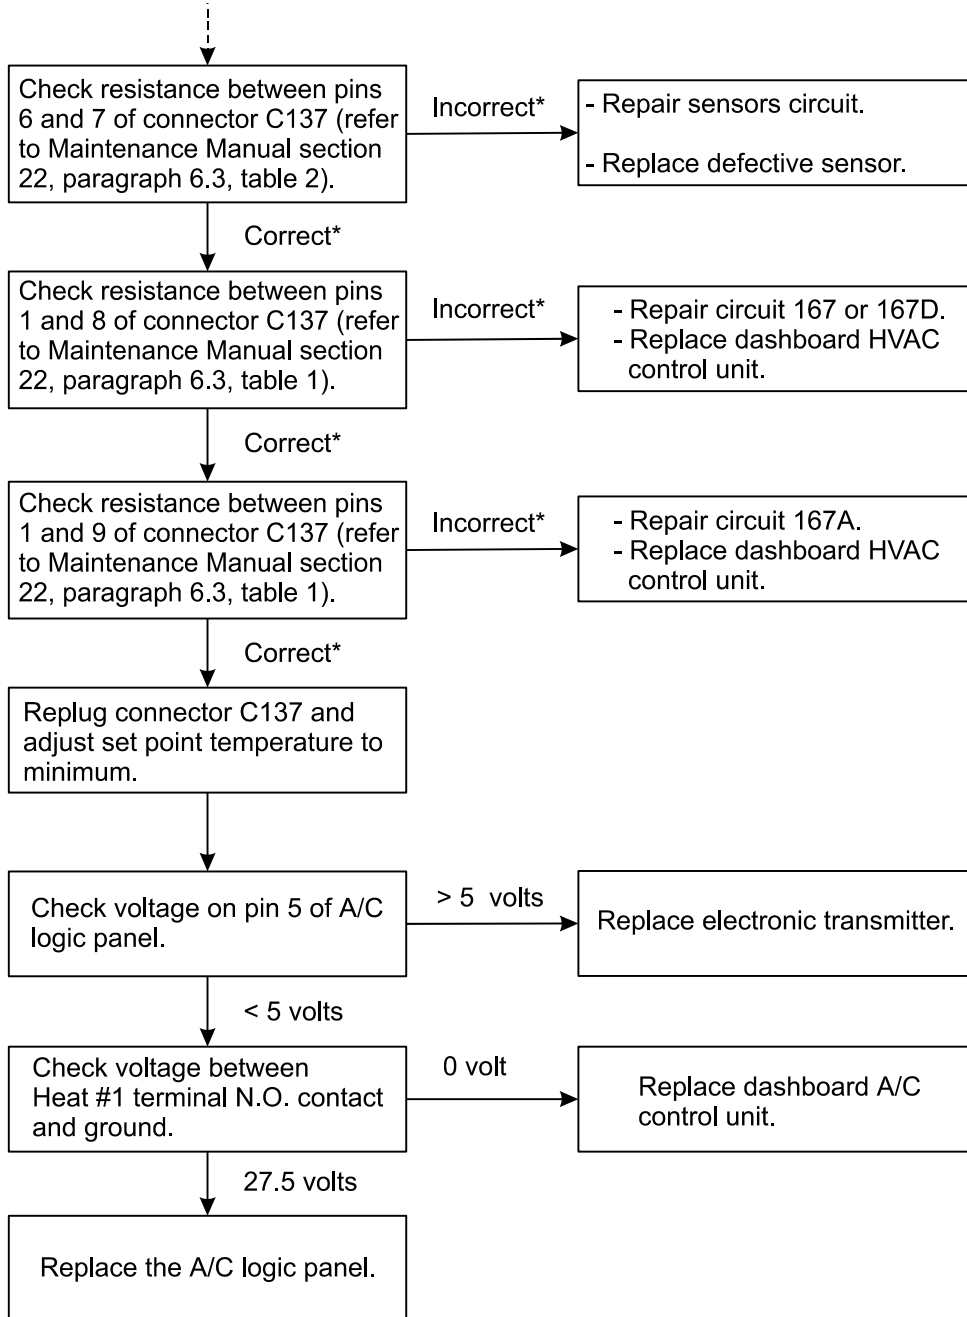 Check resistance between pins
6 and 7 of connector C137 (refer
to Maintenance Manual section
22, paragraph 6.3, table 2).
Incorrect*
- Repair sensors circuit.
- Replace defective sensor.
Correct*
Check resistance between pins
1 and 8 of connector C137 (refer
to Maintenance Manual section
22, paragraph 6.3, table 1).
Incorrect*
- Repair circuit 167 or 167D.
- Replace dashboard HVAC
control unit.
Correct*
Check resistance between pins
1 and 9 of connector C137 (refer
to Maintenance Manual section
22, paragraph 6.3, table 1).
Incorrect*
- Repair circuit 167A.
- Replace dashboard HVAC
control unit.
Correct*
Replug connector C137 and
adjust set point temperature to
minimum.
Check voltage on pin 5 of A/C
logic panel.
> 5 volts
Replace electronic transmitter.
< 5 volts
Check voltage between
Heat #1 terminal N.O. contact
and ground.
0 volt
Replace dashboard A/C
control unit.
27.5 volts
Replace the A/C logic panel.